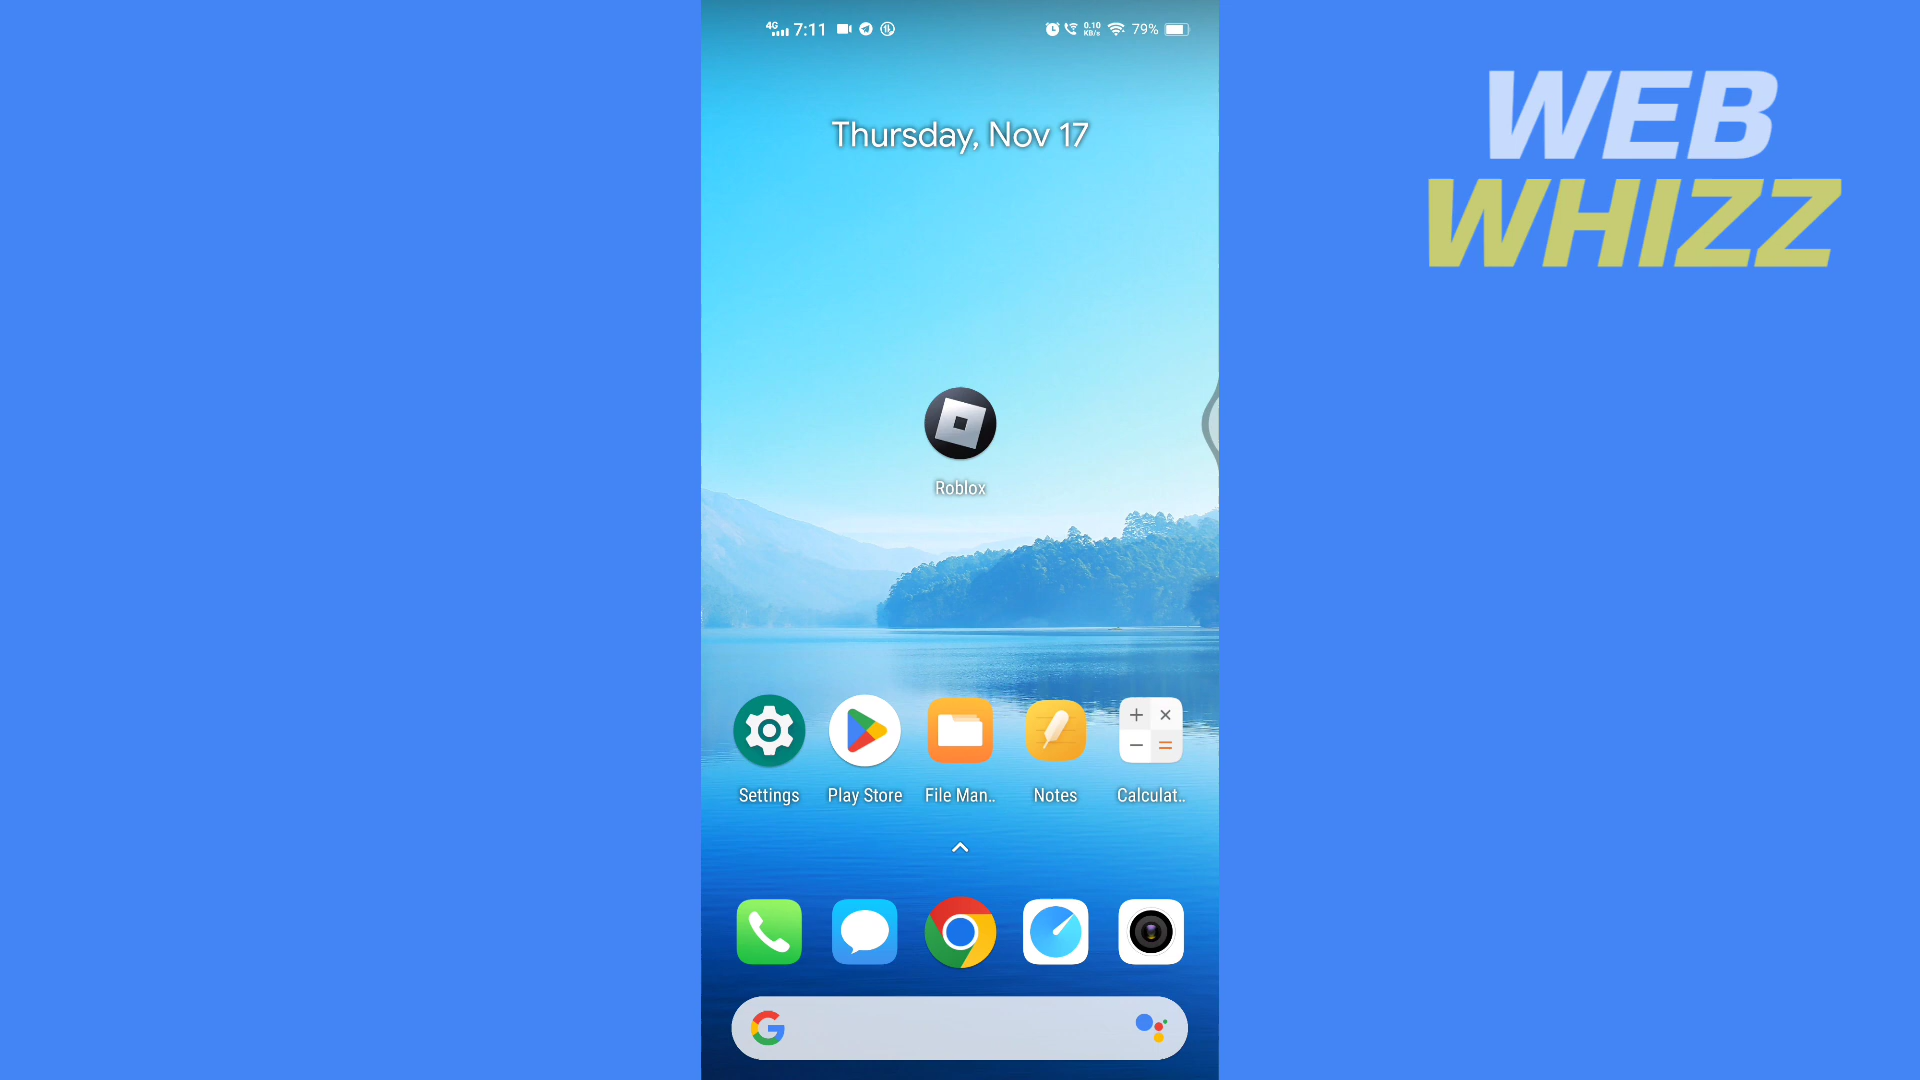 4G 7:11 0.10 KB/s 79%
WEB
WHIZZ
Thursday, Nov 17
Roblox
Settings Play Store File Man.. Notes Calculat..